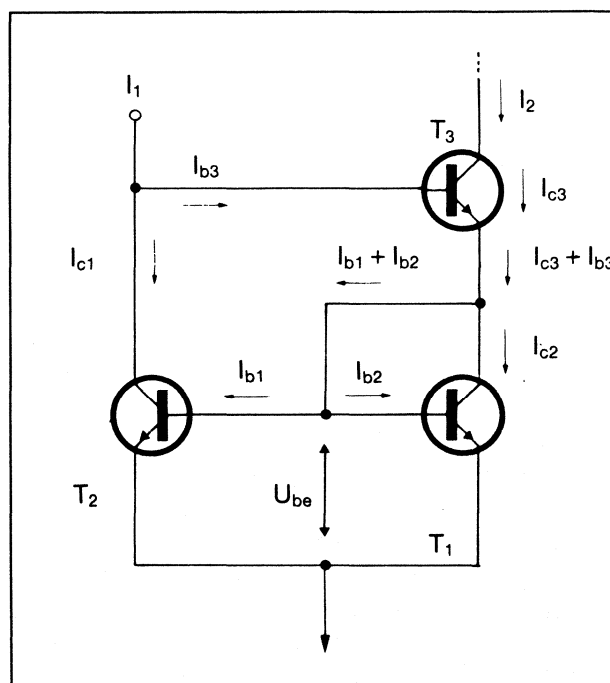 I1
I2
T3
Ib3
Ic3
Ic1
Ib1 + Ib2
Ic3 + Ib3
Ic2
Ib1
Ib2
T2
Ube
T1